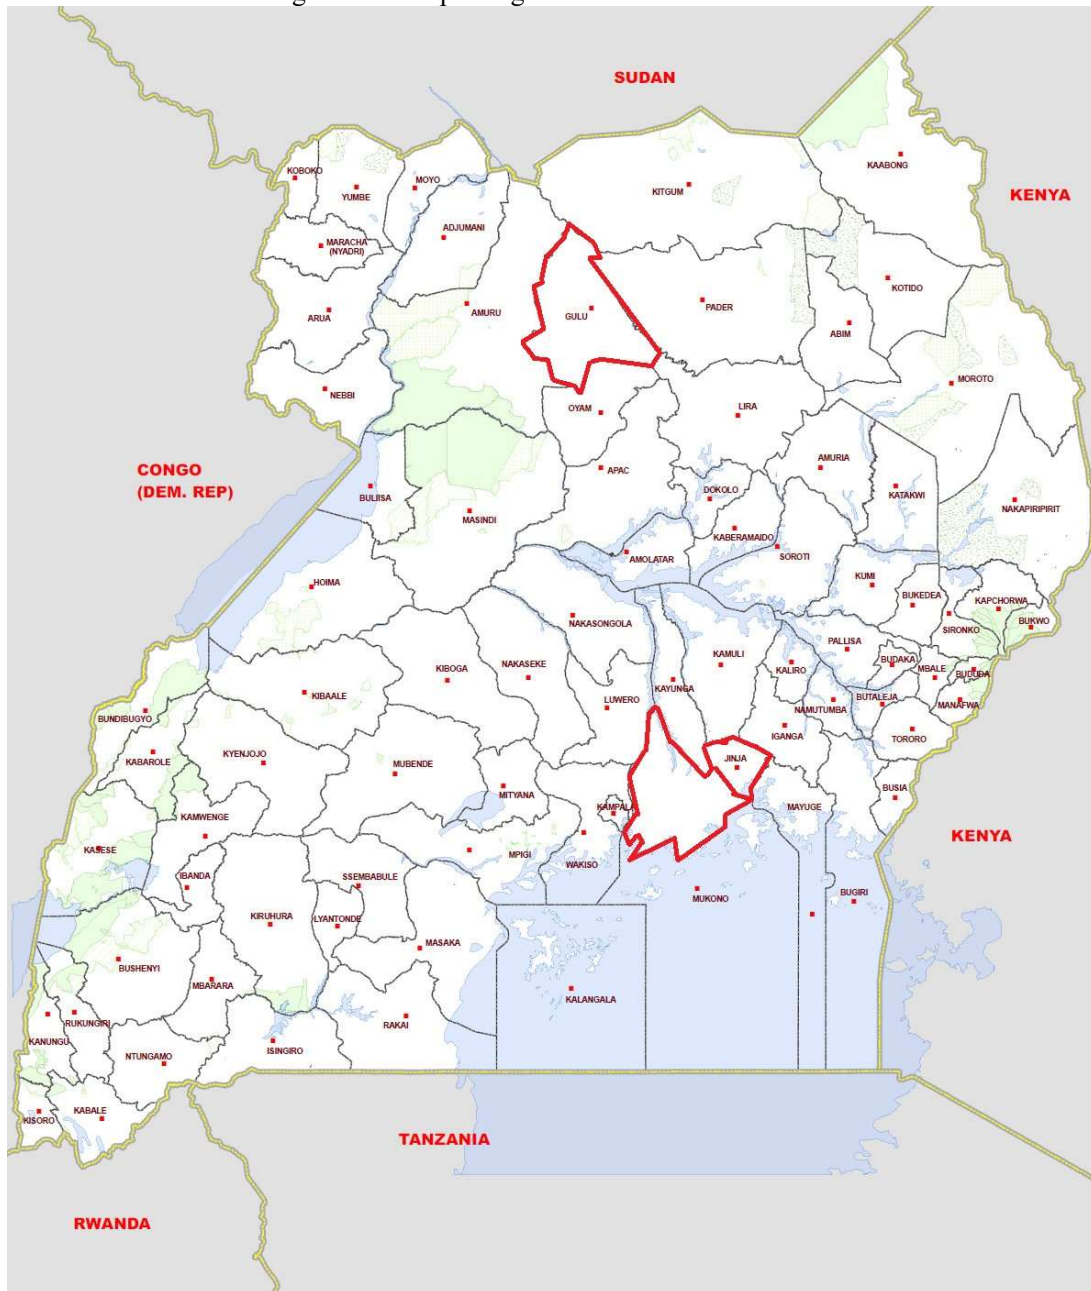 SUDAN
KENYA
KOBOKO
YUMBE
MOYO
KITGUM
KAABONG
ADJUMANI
MARACHA
(NYADRI)
KOTIDO
ARUA
AMURU
GULU
PADER
ABIM
NEBBI
MOROTO
OYAM
LIRA
CONGO
(DEM. REP)
APAC
AMURIA
BULIISA
DOKOLO
KATAKWI
NAKAPIRIPIRIT
MASINDI
KABERAMAIDO
AMOLATAR
SOROTI
HOIMA
KUMI
BUKEDEA
KAPCHORWA
NAKASONGOLA
SIRONKO
BUKWO
PALLISA
KIBOGA
NAKASEKE
KAMULI
KALIRO
BUDAKA
MBALE
BUDUDA
KIBAALE
KAYUNGA
LUWERO
NAMUTUMBA
BUTALEJA
MANAFWA
BUNDIBUGYO
IGANGA
TORORO
KABAROLE
KYENJOJO
MUBENDE
JINJA
MITYANA
BUSIA
KAMWENGE
KAMPALA
MAYUGE
KENYA
KASESE
MPIGI
WAKISO
IBANDA
SSEMBABULE
MUKONO
BUGIRI
KIRUHURA
LYANTONDE
MASAKA
BUSHENYI
MBARARA
KALANGALA
RUKUNGIRI
KANUNGU
RAKAI
ISINGIRO
NTUNGAMO
KISORO
KABALE
TANZANIA
RWANDA